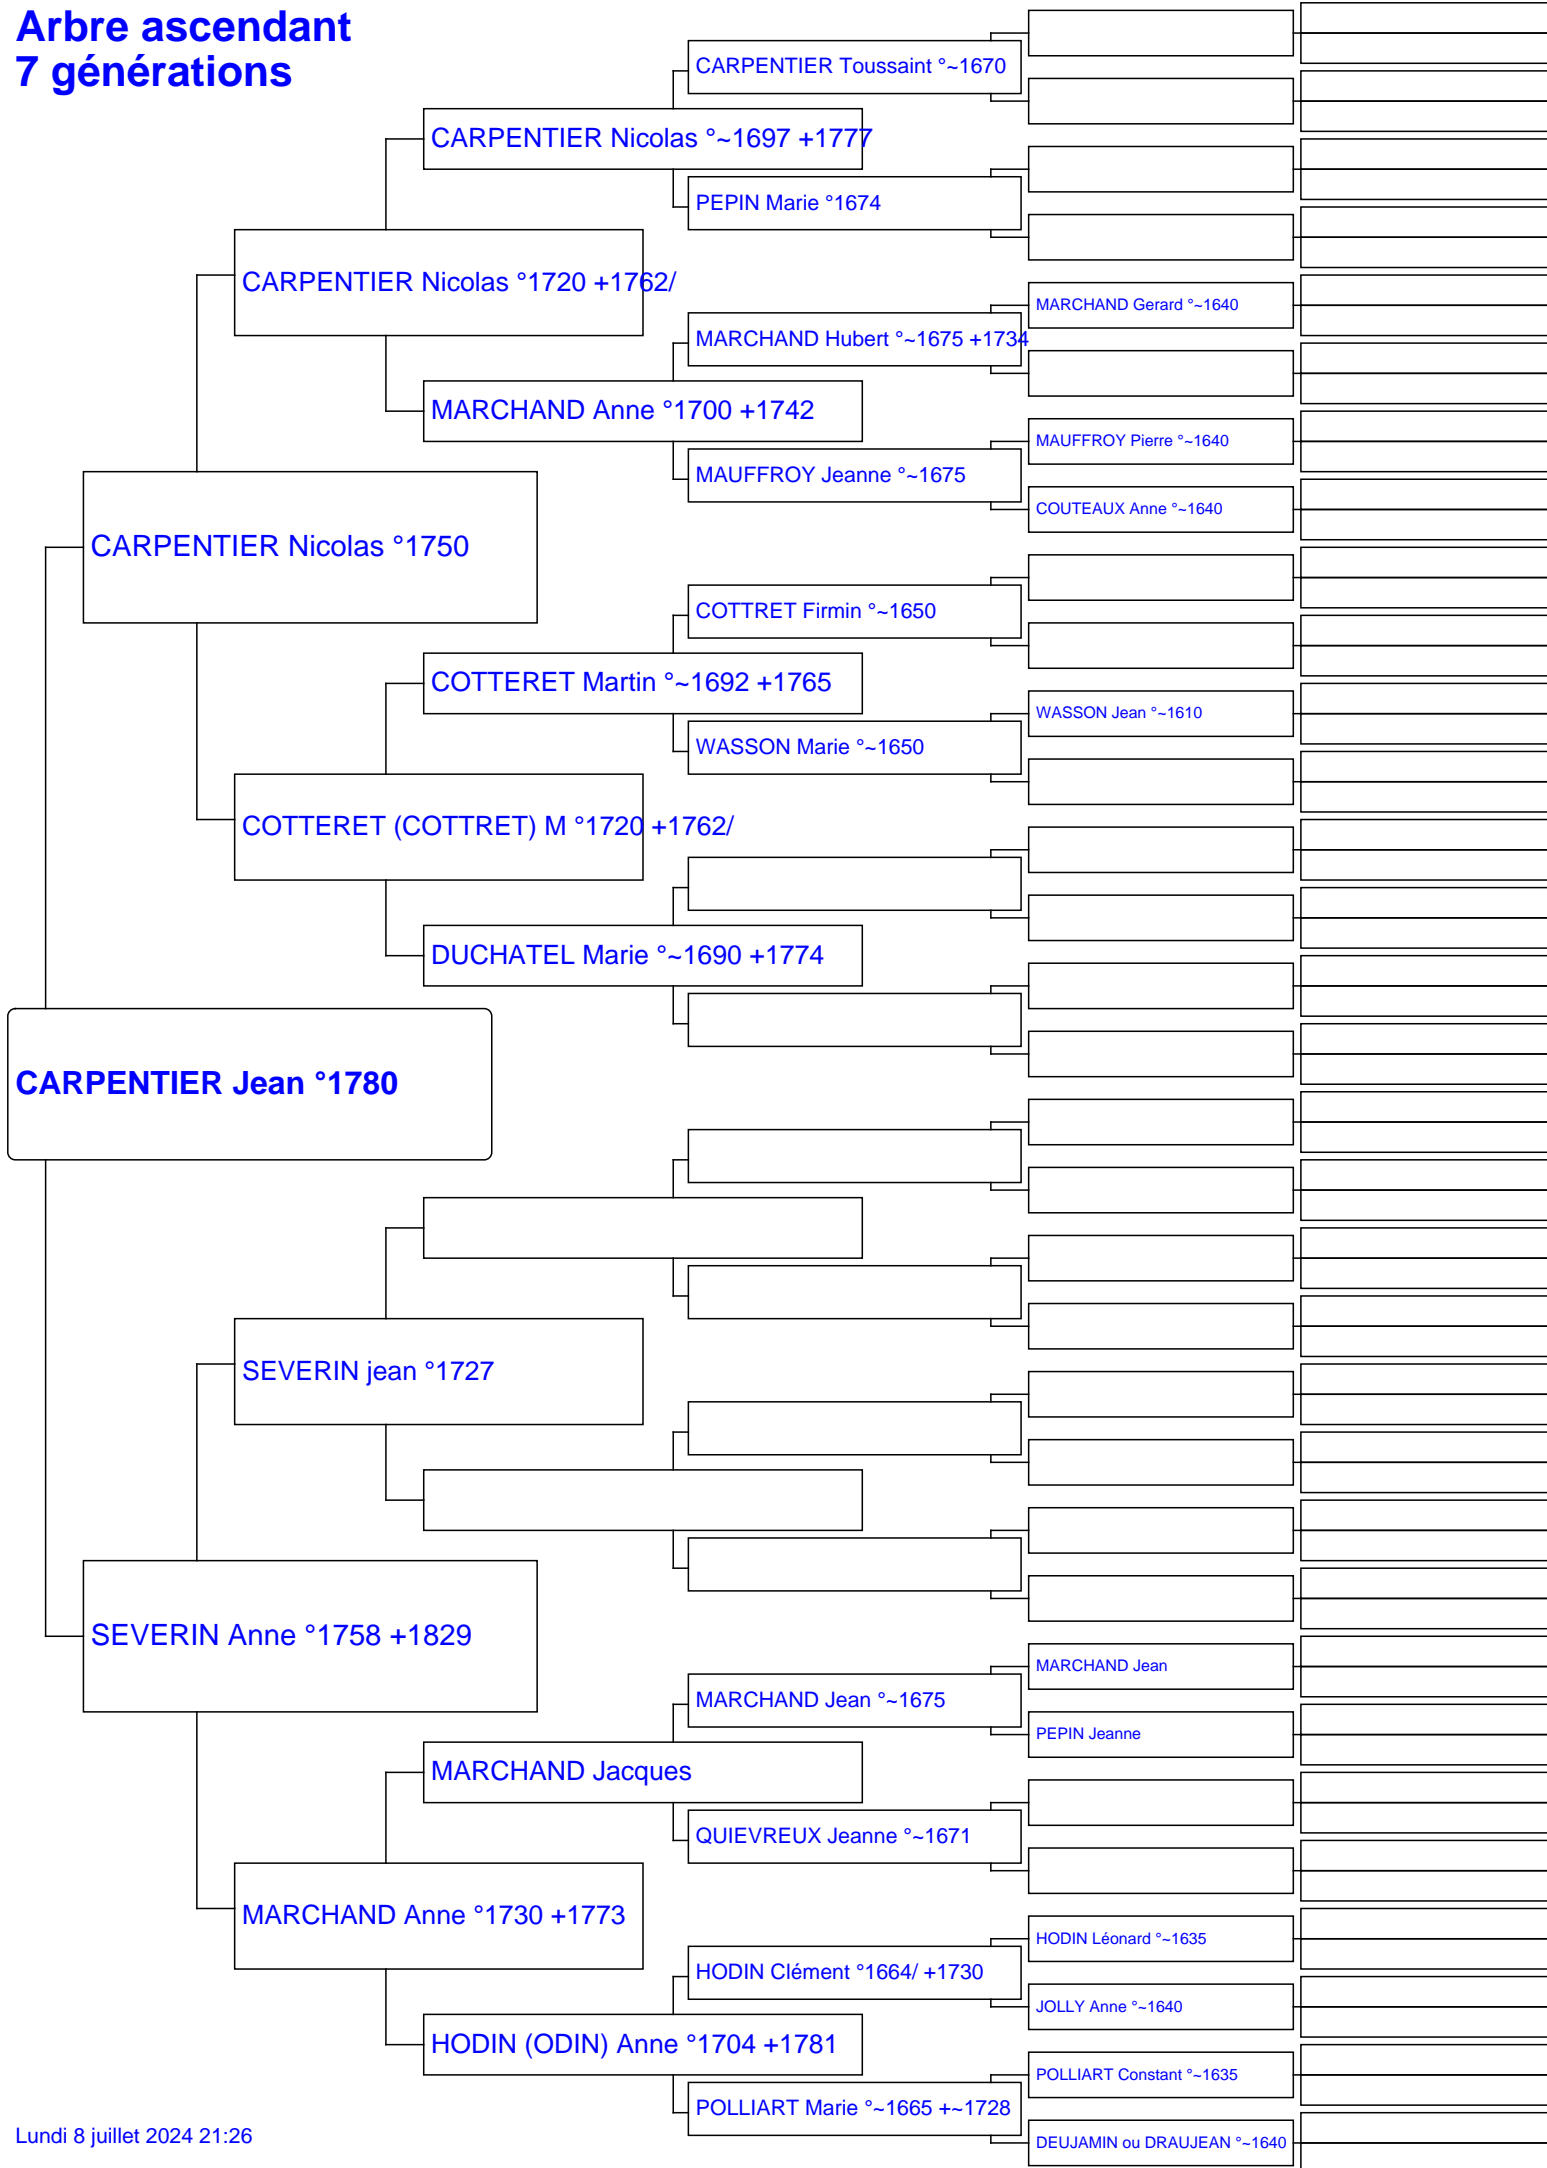 Arbre ascendant
7 générations
CARPENTIER Toussaint °~1670
CARPENTIER Nicolas °~1697 +1777
PEPIN Marie °1674
CARPENTIER Nicolas °1720 +1762/
MARCHAND Gerard °~1640
MARCHAND Hubert °~1675 +1734
MARCHAND Anne °1700 +1742
MAUFFROY Pierre °~1640
MAUFFROY Jeanne °~1675
COUTEAUX Anne °~1640
CARPENTIER Nicolas °1750
COTTRET Firmin °~1650
COTTERET Martin °~1692 +1765
WASSON Jean °~1610
WASSON Marie °~1650
COTTERET (COTTRET) M °1720 +1762/
DUCHATEL Marie °~1690 +1774
CARPENTIER Jean °1780
SEVERIN jean °1727
SEVERIN Anne °1758 +1829
MARCHAND Jean
MARCHAND Jean °~1675
PEPIN Jeanne
MARCHAND Jacques
QUIEVREUX Jeanne °~1671
MARCHAND Anne °1730 +1773
HODIN Léonard °~1635
HODIN Clément °1664/ +1730
JOLLY Anne °~1640
HODIN (ODIN) Anne °1704 +1781
POLLIART Constant °~1635
POLLIART Marie °~1665 +~1728
DEUJAMIN ou DRAUJEAN °~1640
Lundi 8 juillet 2024 21:26